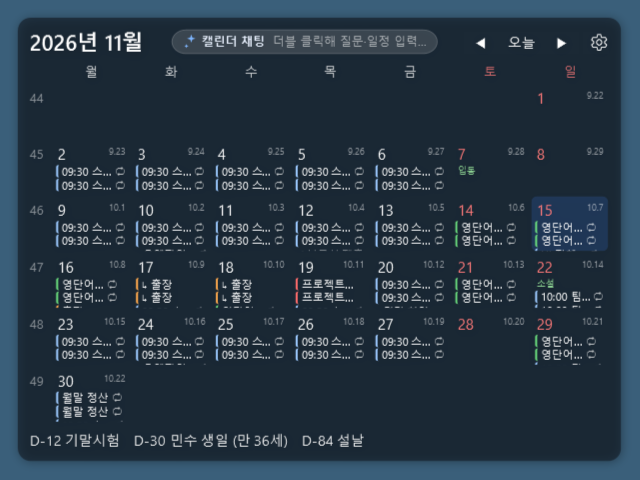 2026년 11월 캘린더 채팅 더블 클릭해 질문·일정 입력... ◀ 오늘 ▶
월 화 수 목 금 토 일
44 1 9.22
45 2 9.23 3 9.24 4 9.25 5 9.26 6 9.27 7 9.28 8 9.29
09:30 스... 09:30 스... 09:30 스... 09:30 스... 09:30 스... 입동
09:30 스... 09:30 스... 09:30 스... 09:30 스... 09:30 스...
46 9 10.1 10 10.2 11 10.3 12 10.4 13 10.5 14 10.6 15 10.7
09:30 스... 09:30 스... 09:30 스... 09:30 스... 09:30 스... 영단어... 영단어...
09:30 스... 09:30 스... 09:30 스... 09:30 스... 09:30 스... 영단어... 영단어...
47 16 10.8 17 10.9 18 10.10 19 10.11 20 10.12 21 10.13 22 10.14
영단어... ↳ 출장 ↳ 출장 프로젝트... 09:30 스... 영단어... 소설
영단어... ↳ 출장 ↳ 출장 프로젝트... 09:30 스... 영단어... 10:00 팀...
48 23 10.15 24 10.16 25 10.17 26 10.18 27 10.19 28 10.20 29 10.21
09:30 스... 09:30 스... 09:30 스... 09:30 스... 09:30 스... 영단어...
09:30 스... 09:30 스... 09:30 스... 09:30 스... 09:30 스... 영단어...
49 30 10.22
월말 정산
월말 정산
D-12 기말시험 D-30 민수 생일 (만 36세) D-84 설날